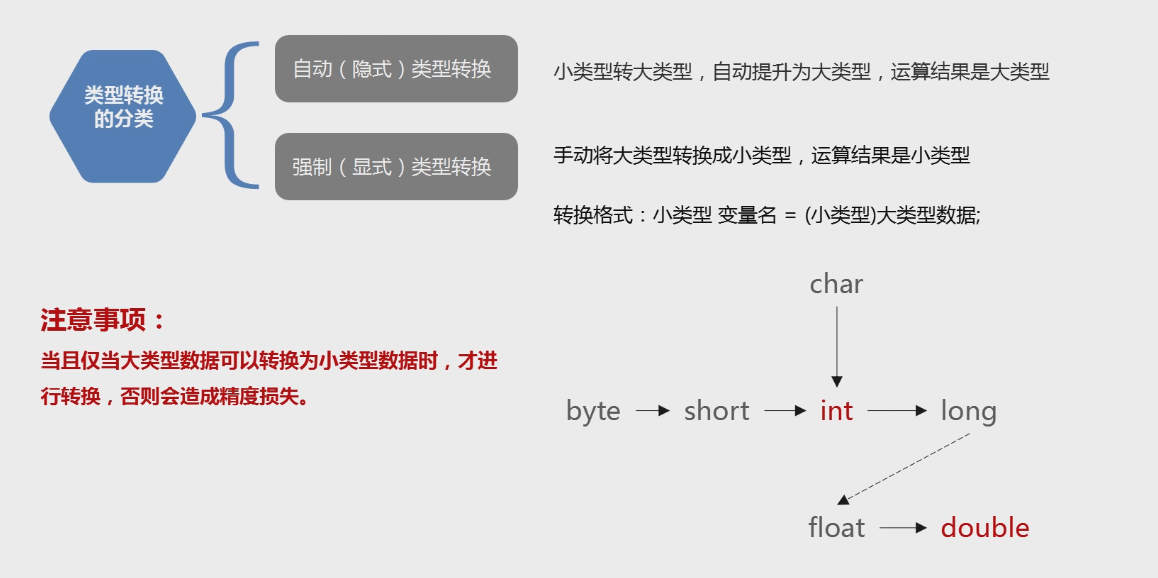 类型转换
的分类
自动（隐式）类型转换
小类型转大类型，自动提升为大类型，运算结果是大类型
强制（显式）类型转换
手动将大类型转换成小类型，运算结果是小类型
转换格式：小类型 变量名 = (小类型)大类型数据;
注意事项：
当且仅当大类型数据可以转换为小类型数据时，才进
行转换，否则会造成精度损失。
char
byte short int long
float double